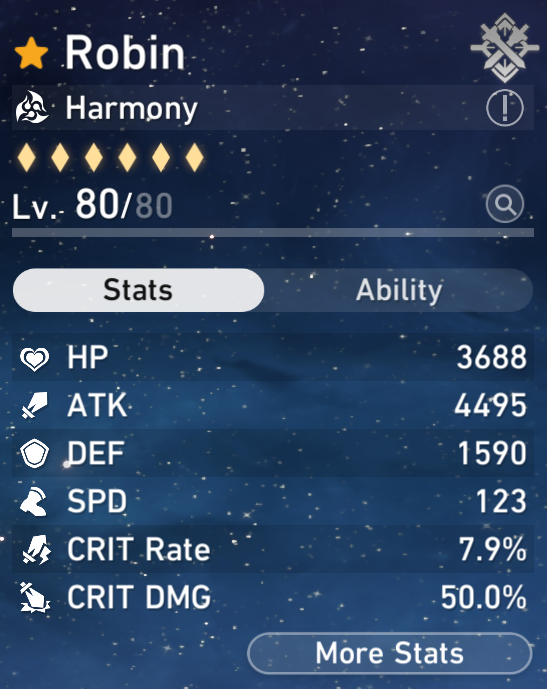 Robin
Harmony
Lv. 80/80
Stats Ability
HP 3688
ATK 4495
DEF 1590
SPD 123
CRIT Rate 7.9%
CRIT DMG 50.0%
More Stats